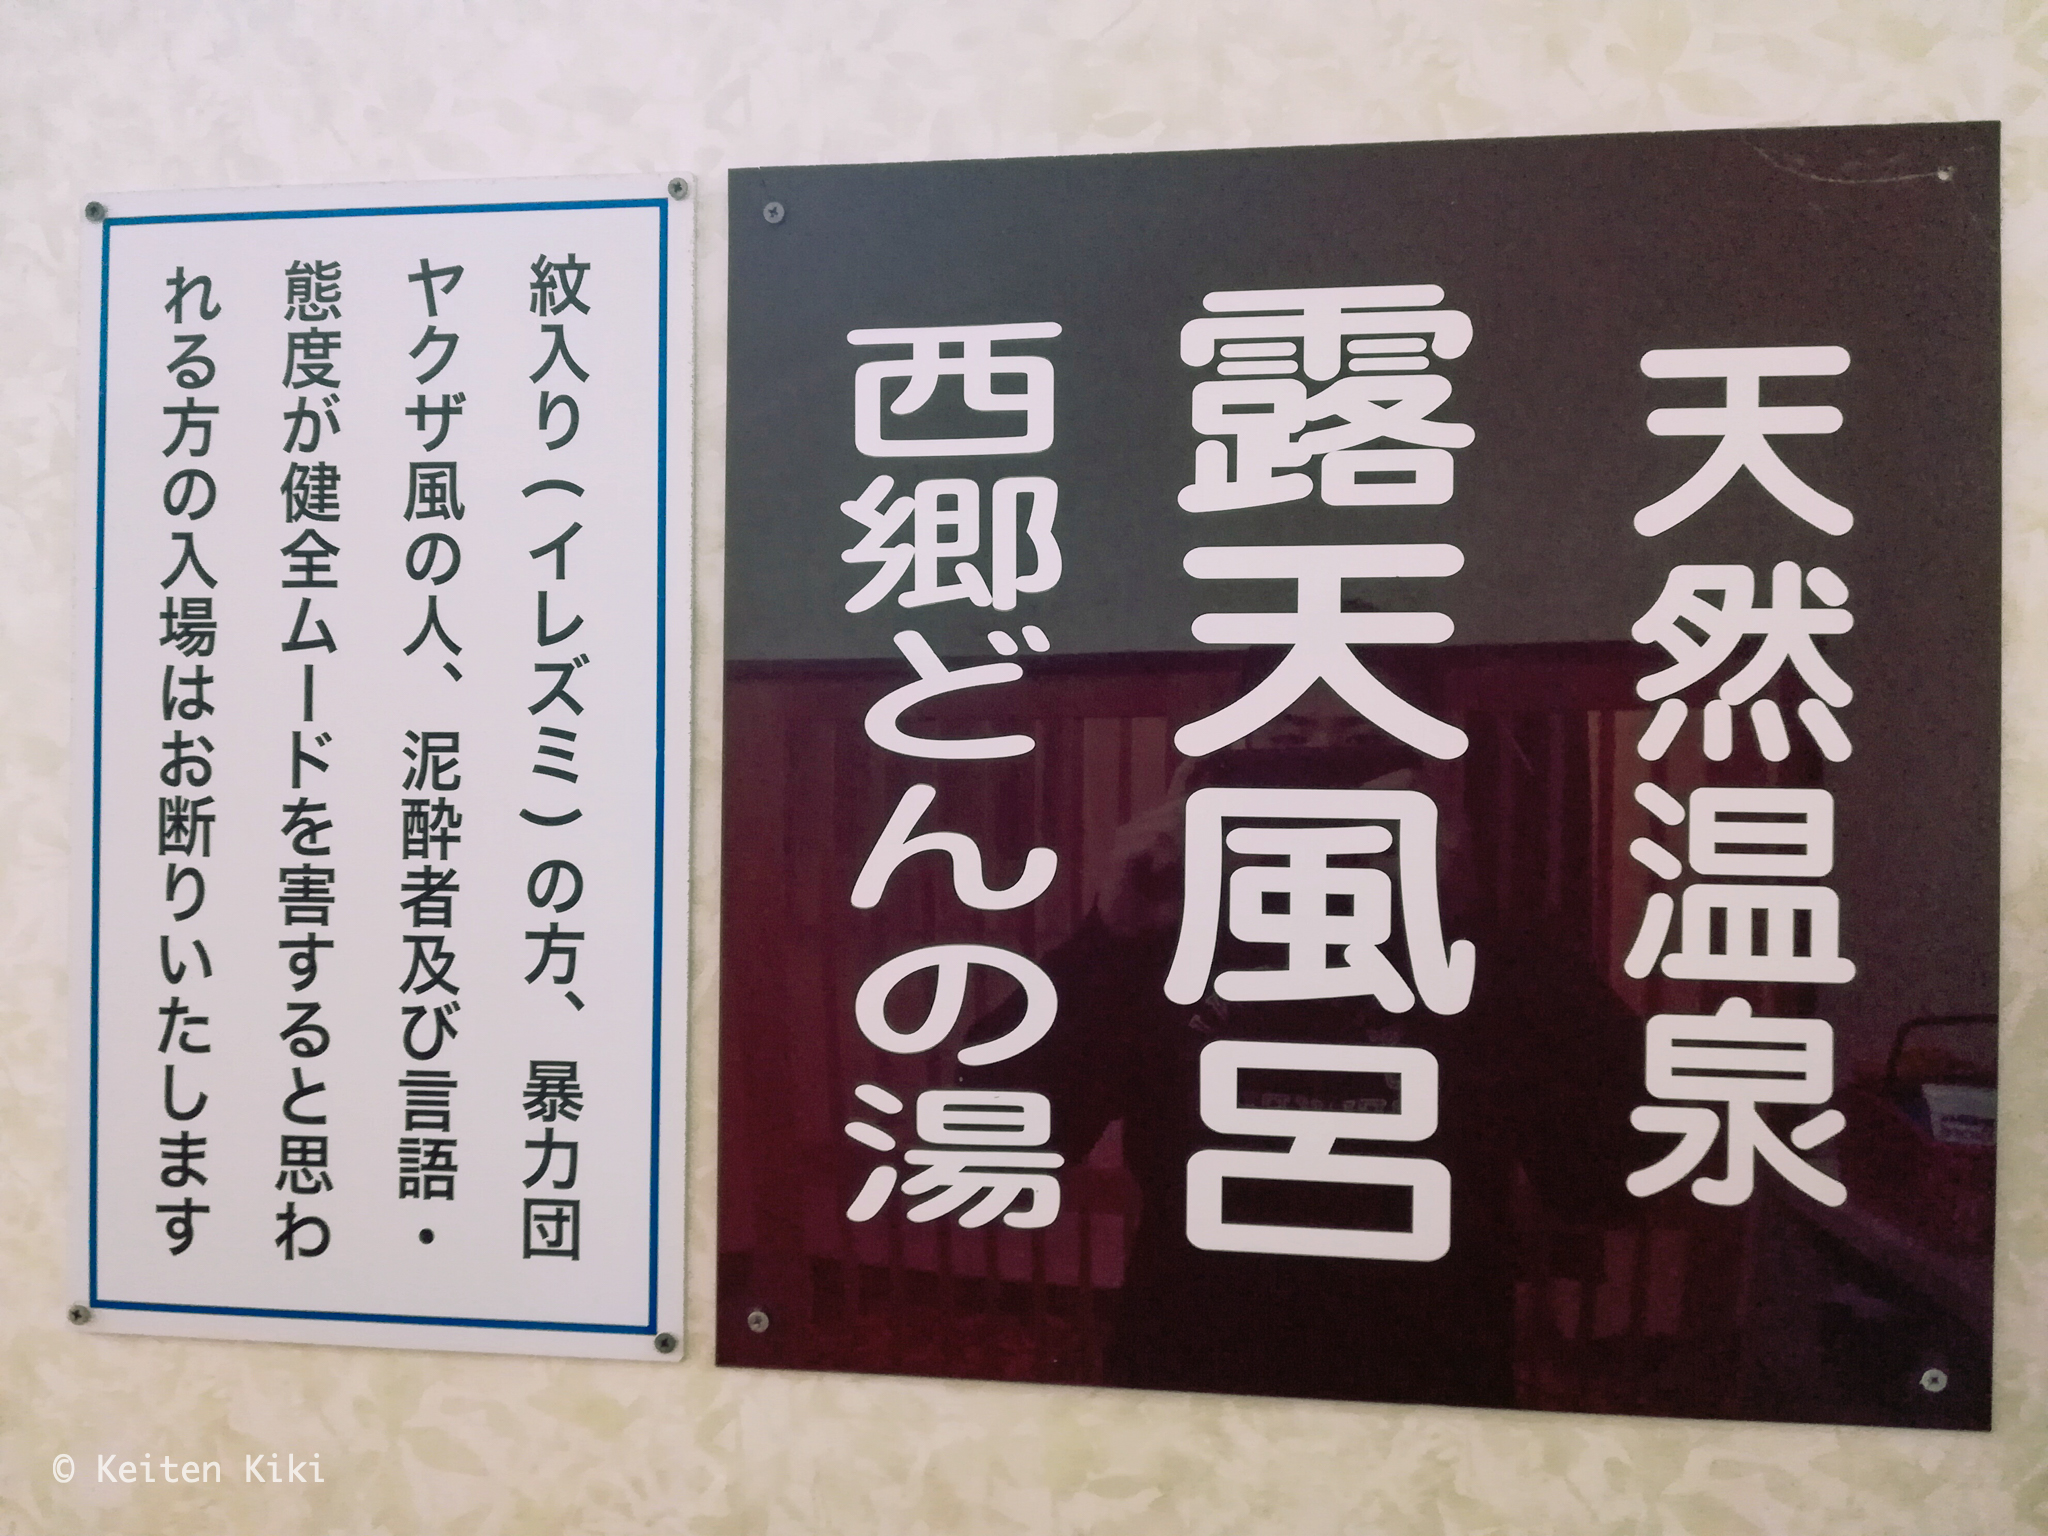 天然温泉
露天風呂
西郷どんの湯
紋入り(イレズミ)の方、暴力団
ヤクザ風の人、泥酔者及び言語・
態度が健全ムードを害すると思わ
れる方の入場はお断りいたします
© Keiten Kiki